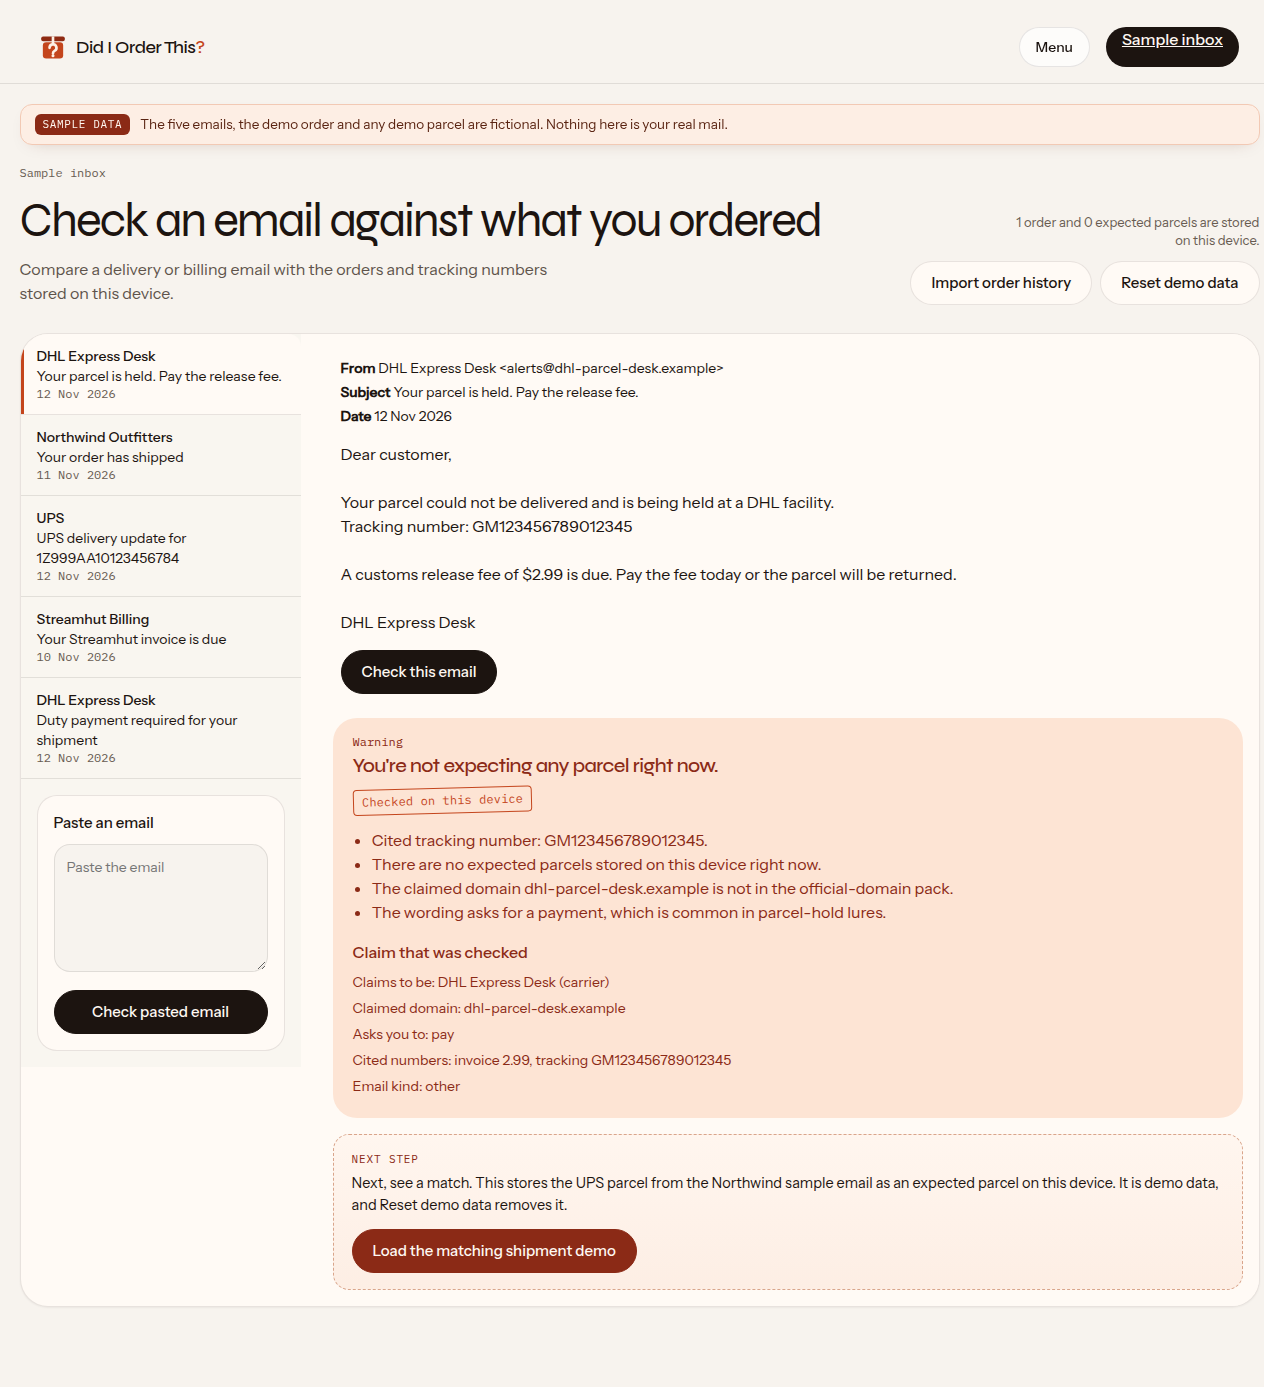 Did I Order This?
Menu
Sample inbox
SAMPLE DATA The five emails, the demo order and any demo parcel are fictional. Nothing here is your real mail.
Sample inbox
Check an email against what you ordered
Compare a delivery or billing email with the orders and tracking numbers
stored on this device.
1 order and 0 expected parcels are stored
on this device.
Import order history
Reset demo data
DHL Express Desk
Your parcel is held. Pay the release fee.
12 Nov 2026
Northwind Outfitters
Your order has shipped
11 Nov 2026
UPS
UPS delivery update for
1Z999AA10123456784
12 Nov 2026
Streamhut Billing
Your Streamhut invoice is due
10 Nov 2026
DHL Express Desk
Duty payment required for your
shipment
12 Nov 2026
Paste an email
Paste the email
Check pasted email
From DHL Express Desk <alerts@dhl-parcel-desk.example>
Subject Your parcel is held. Pay the release fee.
Date 12 Nov 2026
Dear customer,
Your parcel could not be delivered and is being held at a DHL facility.
Tracking number: GM123456789012345
A customs release fee of $2.99 is due. Pay the fee today or the parcel will be returned.
DHL Express Desk
Check this email
Warning
You're not expecting any parcel right now.
Checked on this device
• Cited tracking number: GM123456789012345.
• There are no expected parcels stored on this device right now.
• The claimed domain dhl-parcel-desk.example is not in the official-domain pack.
• The wording asks for a payment, which is common in parcel-hold lures.
Claim that was checked
Claims to be: DHL Express Desk (carrier)
Claimed domain: dhl-parcel-desk.example
Asks you to: pay
Cited numbers: invoice 2.99, tracking GM123456789012345
Email kind: other
NEXT STEP
Next, see a match. This stores the UPS parcel from the Northwind sample email as an expected parcel on this device. It is demo data,
and Reset demo data removes it.
Load the matching shipment demo